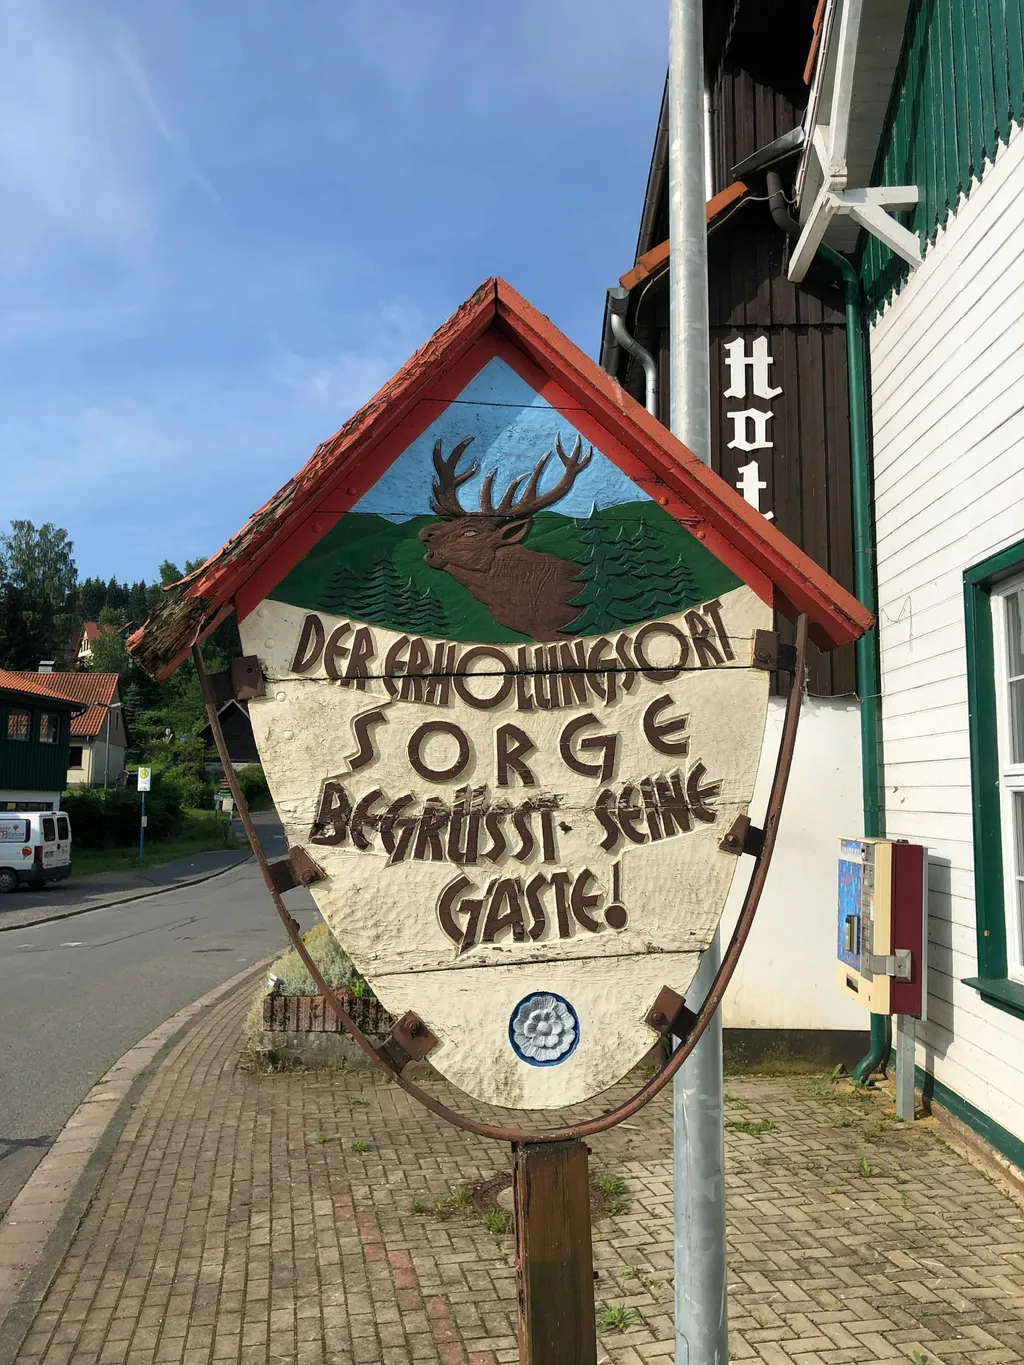 DER ERHOLUNGSORT
SORGE
BEGRÜSST SEINE
GÄSTE!
Hot